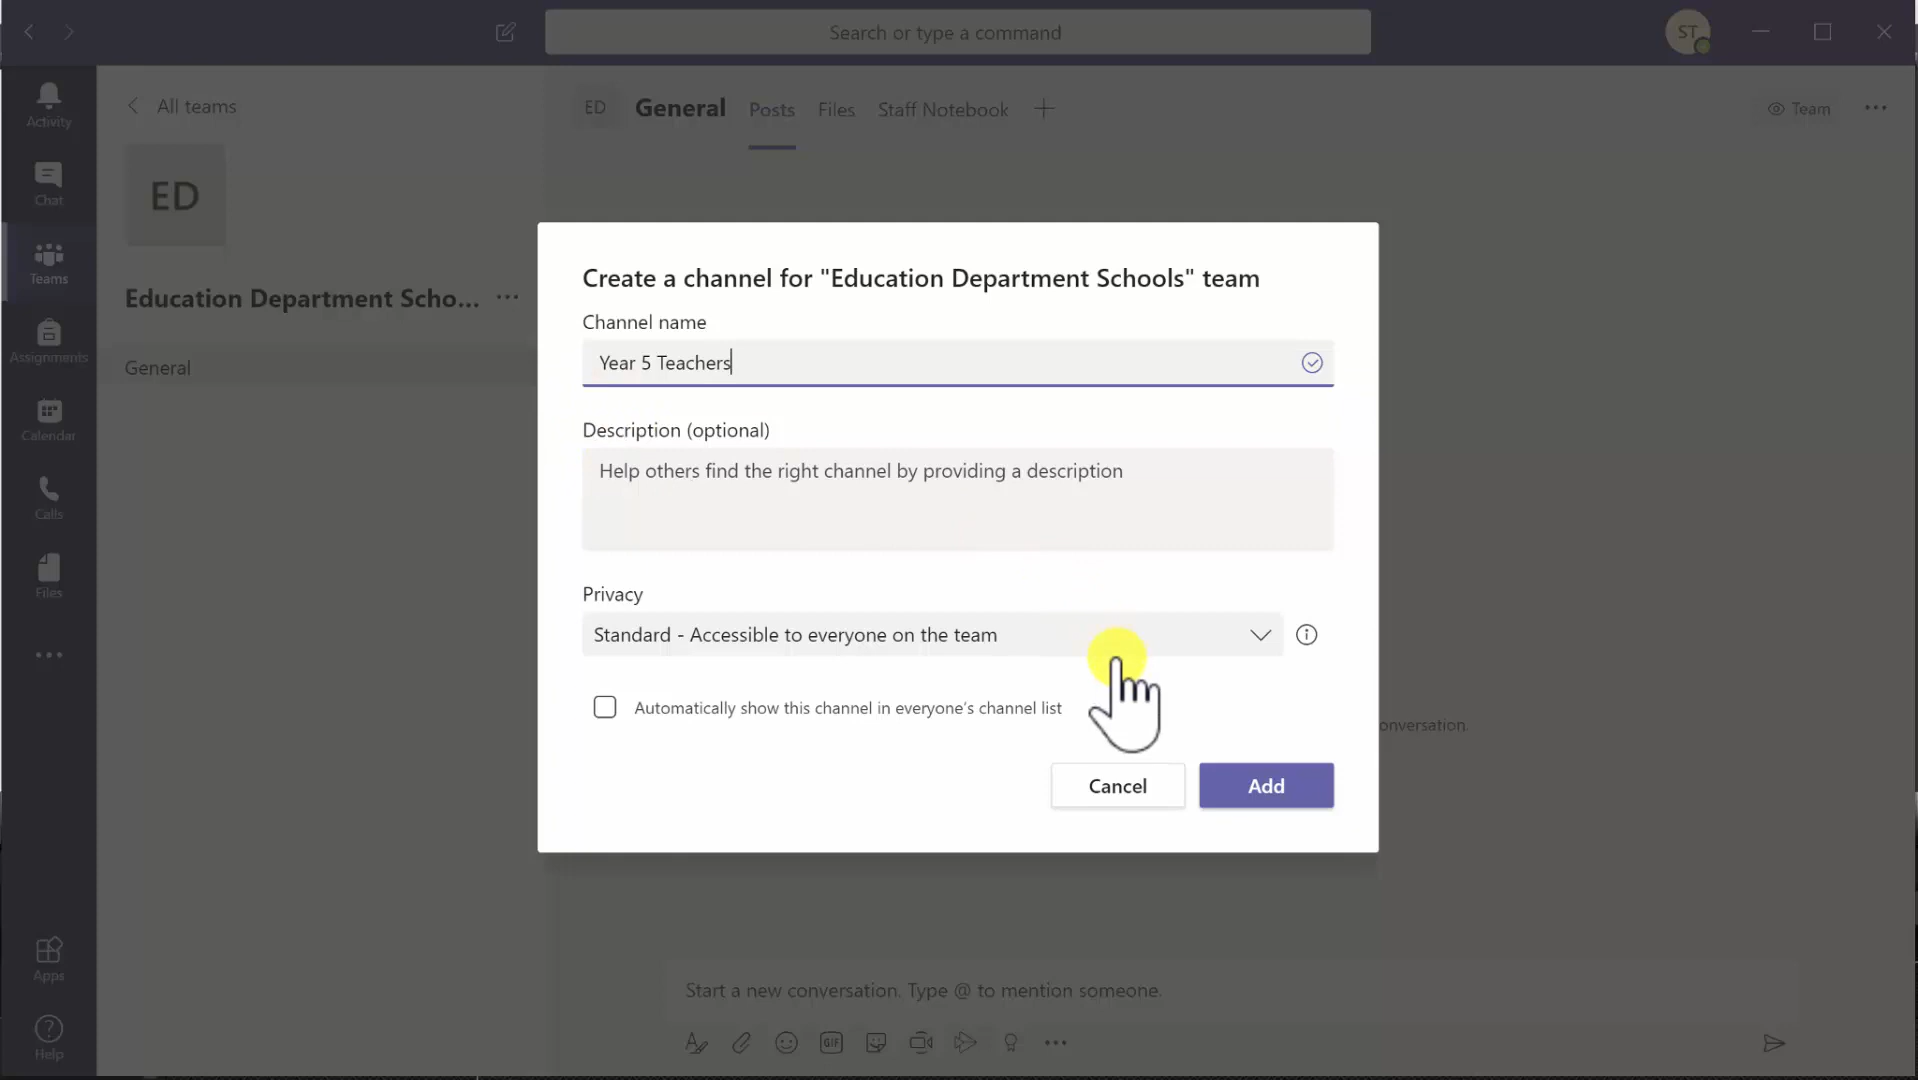 Search or type a command
ST
Activity
Chat
Teams
Assignments
Calendar
Calls
Files
Apps
Help
All teams
ED
Education Department Scho... ...
General
ED General Posts Files Staff Notebook
Team
Create a channel for "Education Department Schools" team
Channel name
Year 5 Teachers
Description (optional)
Help others find the right channel by providing a description
Privacy
Standard - Accessible to everyone on the team
Automatically show this channel in everyone's channel list
Cancel Add
onversation.
Start a new conversation. Type @ to mention someone.
GIF